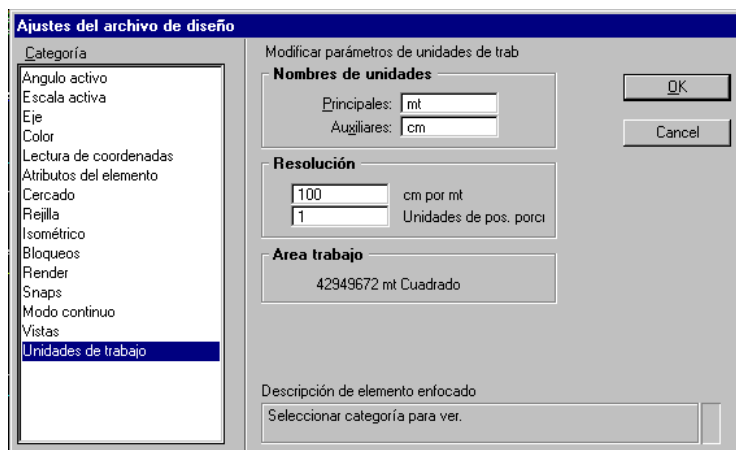 Ajustes del archivo de diseño
Categoría
Angulo activo
Escala activa
Eje
Color
Lectura de coordenadas
Atributos del elemento
Cercado
Rejilla
Isométrico
Bloqueos
Render
Snaps
Modo continuo
Vistas
Unidades de trabajo
Modificar parámetros de unidades de trab
Nombres de unidades
Principales: mt
Auxiliares: cm
Resolución
100 cm por mt
1 Unidades de pos. porcı
Area trabajo
42949672 mt Cuadrado
Descripción de elemento enfocado
Seleccionar categoría para ver.
OK
Cancel